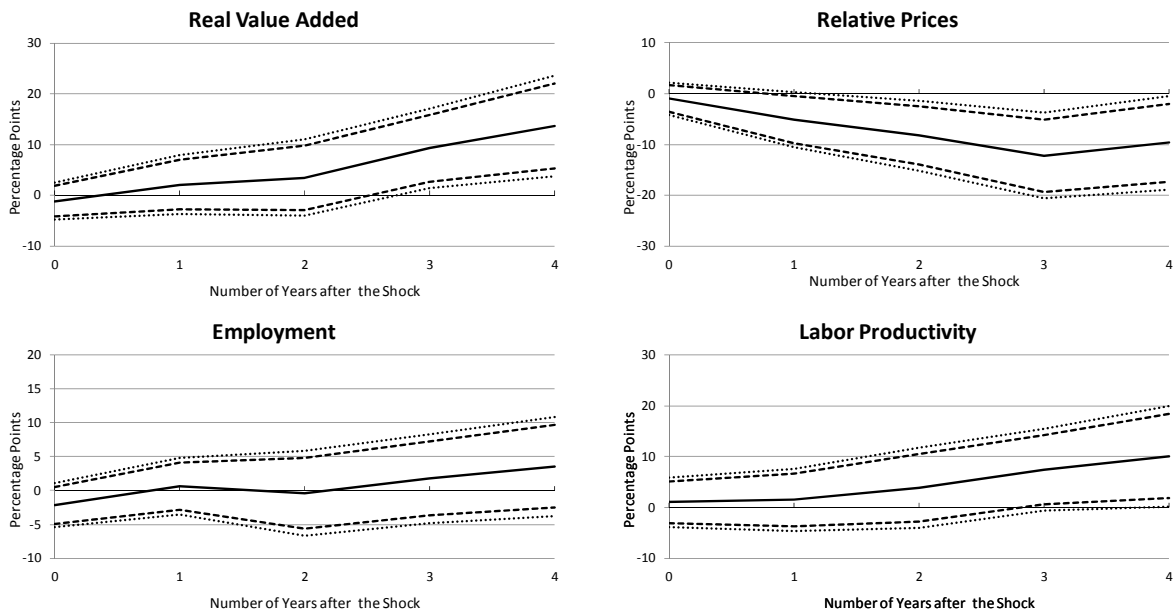 Real Value Added
30
20
10
0
-10
Percentage Points
0 1 2 3 4
Number of Years after the Shock
Relative Prices
10
0
-10
-20
-30
Percentage Points
0 1 2 3 4
Number of Years after the Shock
Employment
20
15
10
5
0
-5
-10
Percentage Points
0 1 2 3 4
Number of Years after the Shock
Labor Productivity
30
20
10
0
-10
Percentage Points
0 1 2 3 4
Number of Years after the Shock